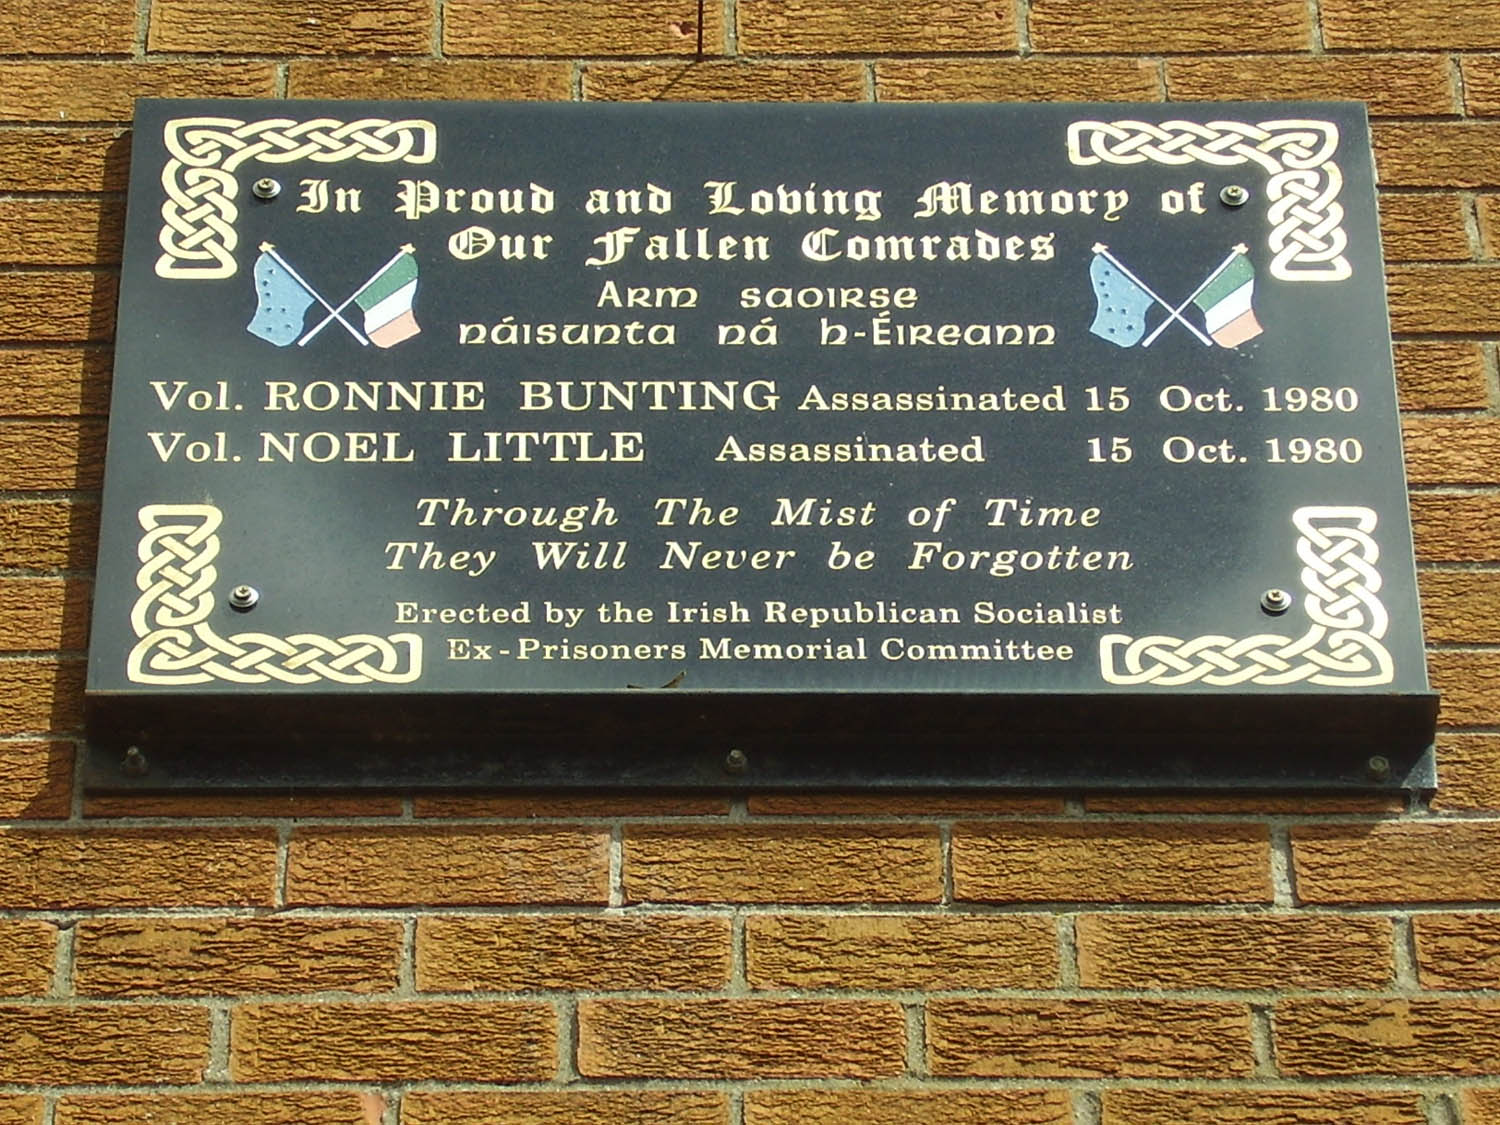 In Proud and Loving Memory of
Our Fallen Comrades
Arm saoirse
náisunta ná h-Éireann
Vol. RONNIE BUNTING Assassinated 15 Oct. 1980
Vol. NOEL LITTLE Assassinated 15 Oct. 1980
Through The Mist of Time
They Will Never be Forgotten
Erected by the Irish Republican Socialist
Ex-Prisoners Memorial Committee